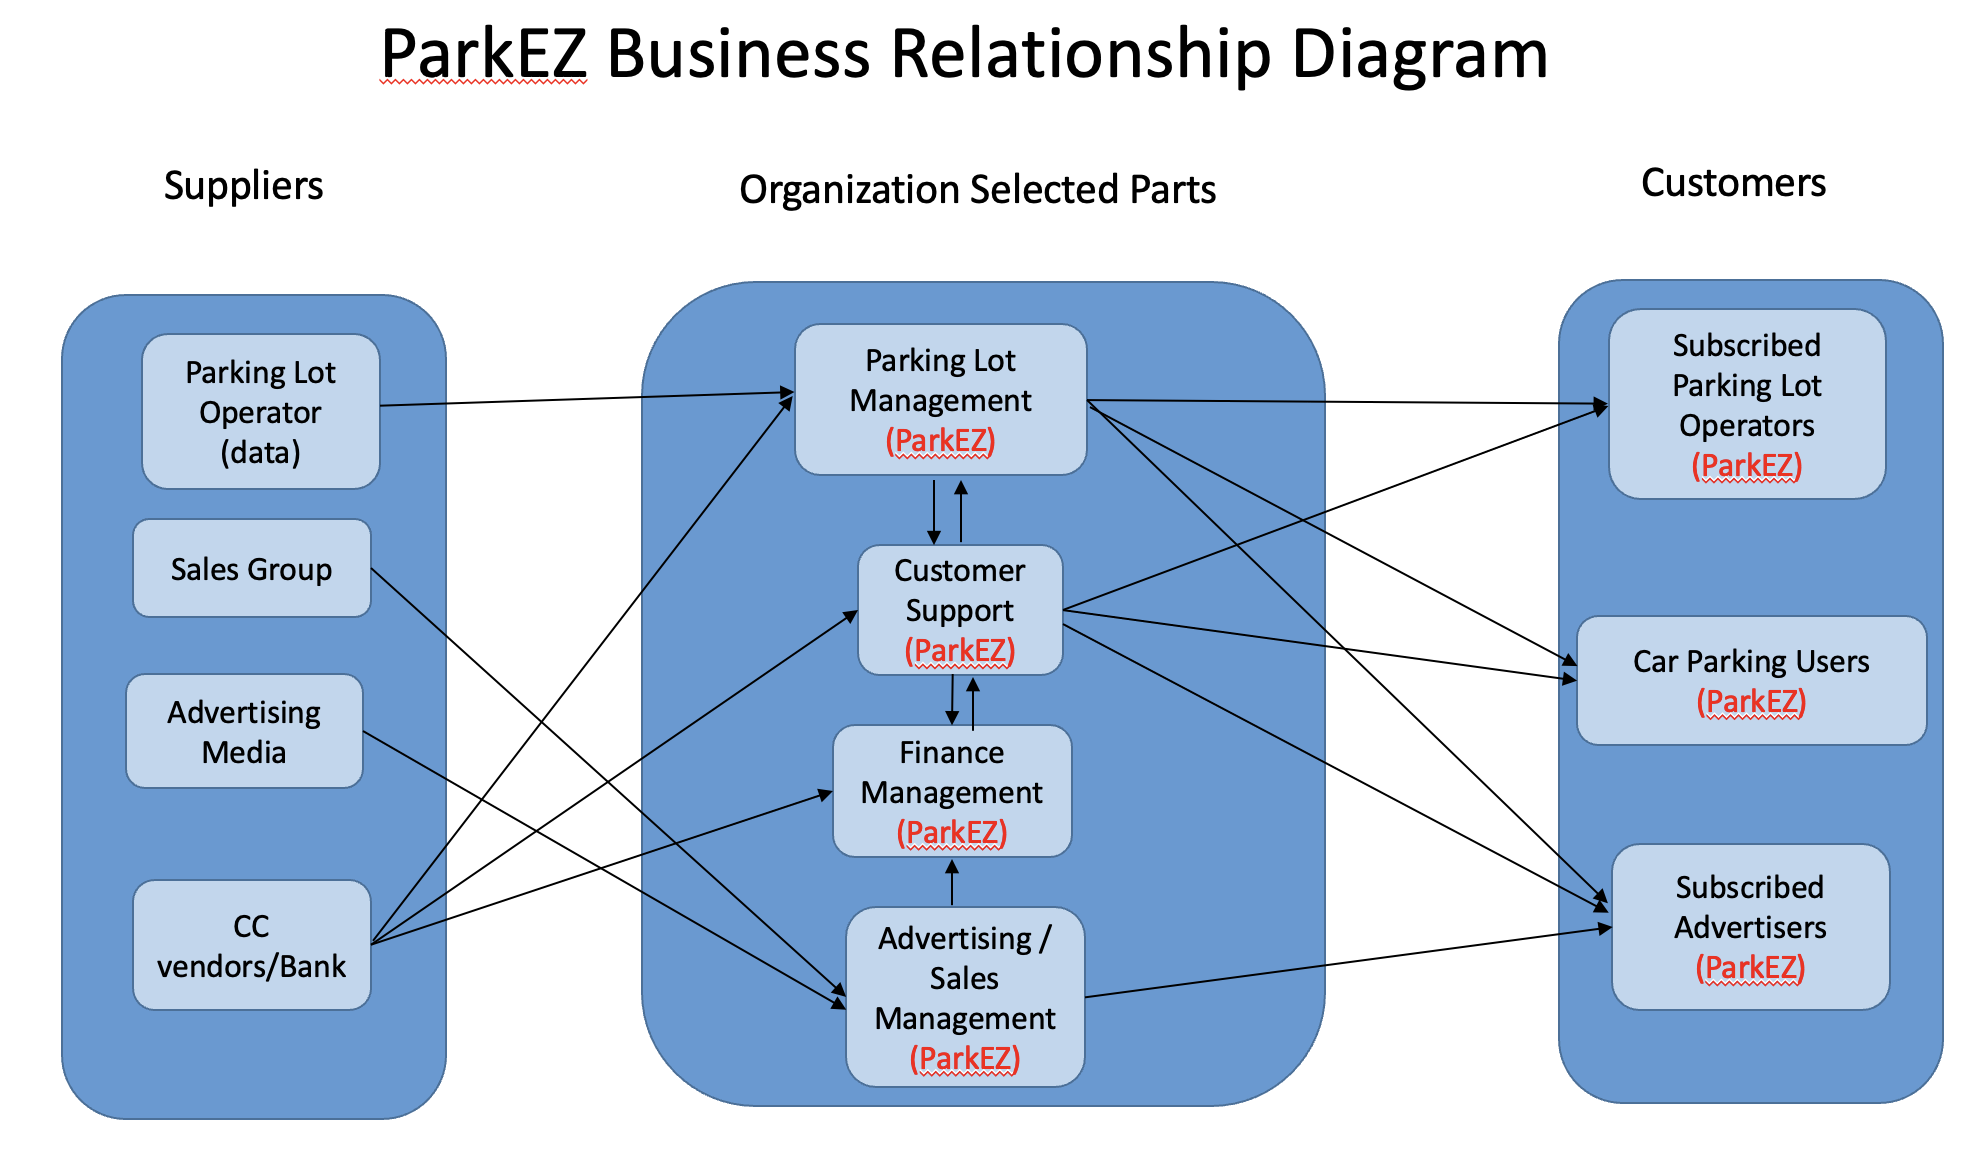 ParkEZ Business Relationship Diagram
Suppliers
Organization Selected Parts
Customers
Parking Lot
Operator
(data)
Sales Group
Advertising
Media
CC
vendors/Bank
Parking Lot
Management
(ParkEZ)
Customer
Support
(ParkEZ)
Finance
Management
(ParkEZ)
Advertising /
Sales
Management
(ParkEZ)
Subscribed
Parking Lot
Operators
(ParkEZ)
Car Parking Users
(ParkEZ)
Subscribed
Advertisers
(ParkEZ)